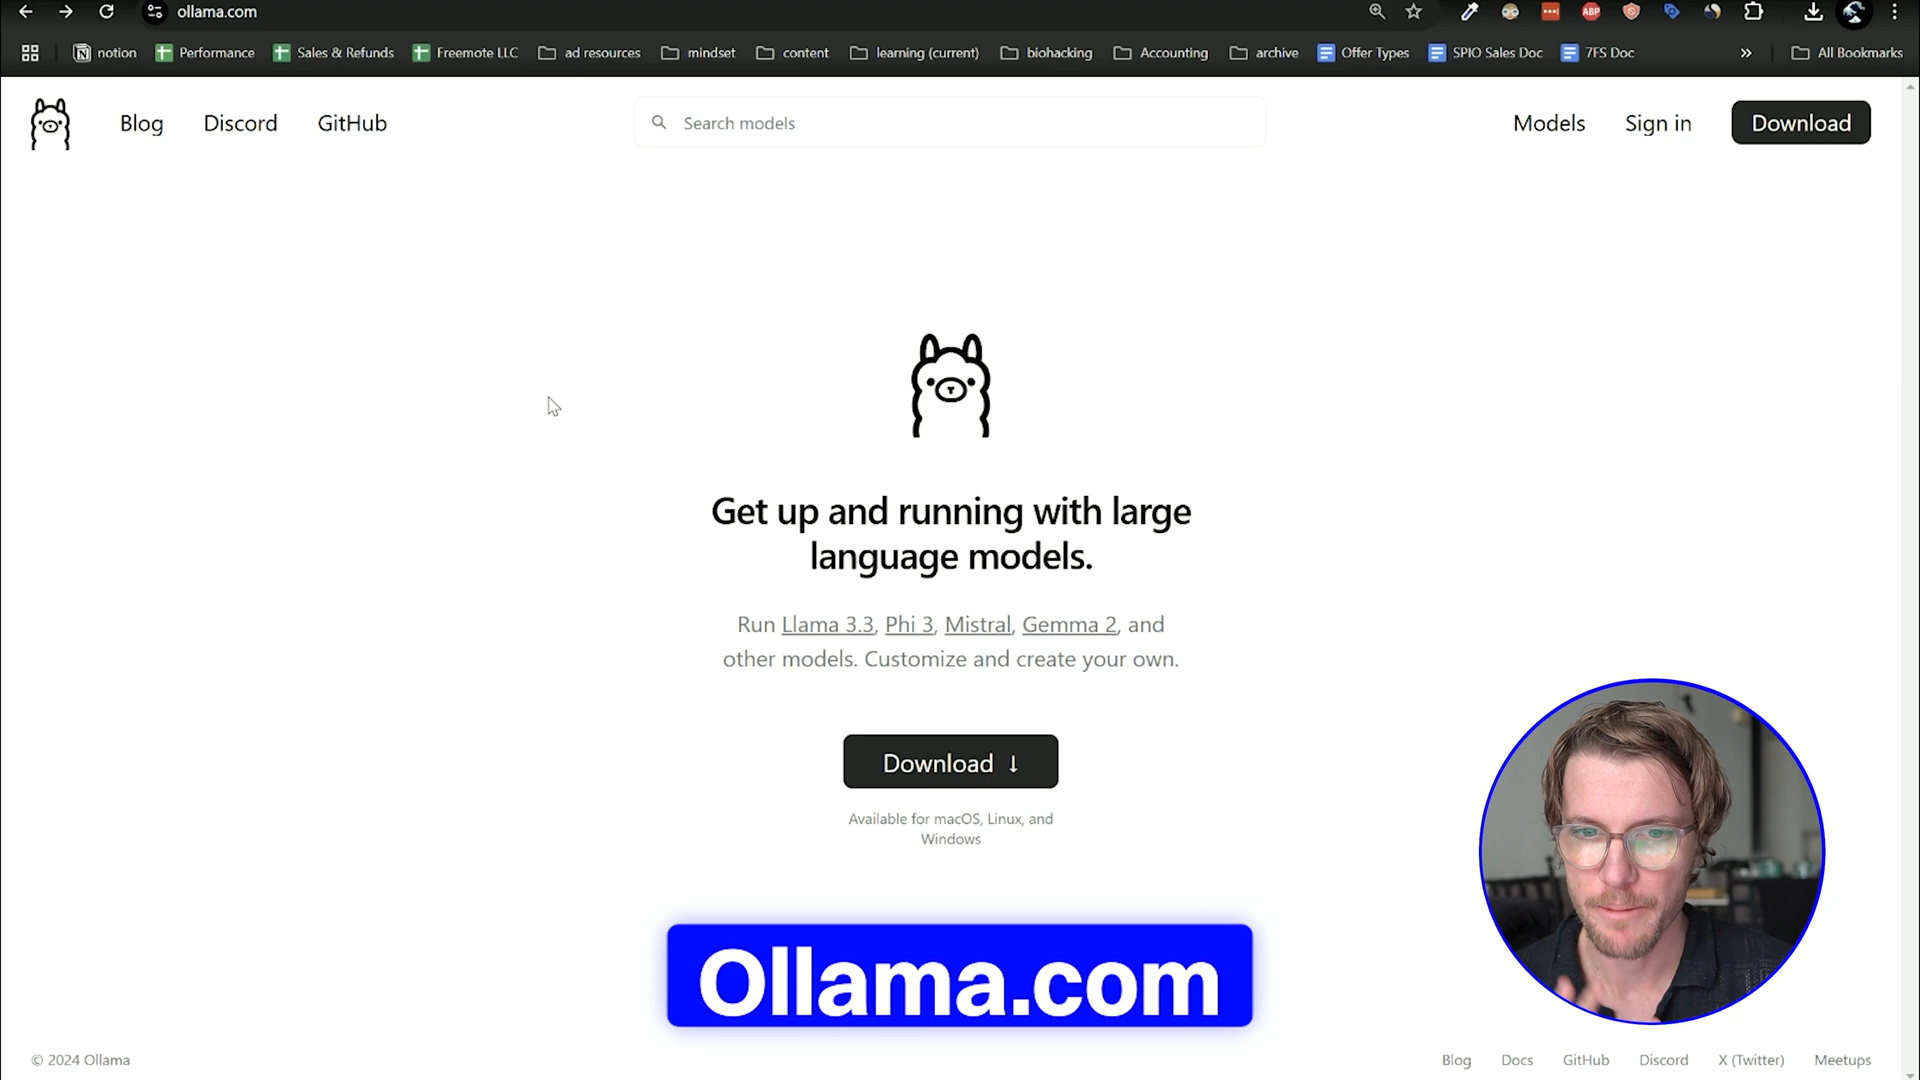 ollama.com
notion Performance Sales & Refunds Freemote LLC ad resources mindset content learning (current) biohacking Accounting archive Offer Types SPIO Sales Doc 7FS Doc » All Bookmarks
ABP
Blog Discord GitHub Search models Models Sign in Download
Get up and running with large
language models.
Run Llama 3.3, Phi 3, Mistral, Gemma 2, and
other models. Customize and create your own.
Download ↓
Available for macOS, Linux, and
Windows
Ollama.com
© 2024 Ollama Blog Docs GitHub Discord X (Twitter) Meetups